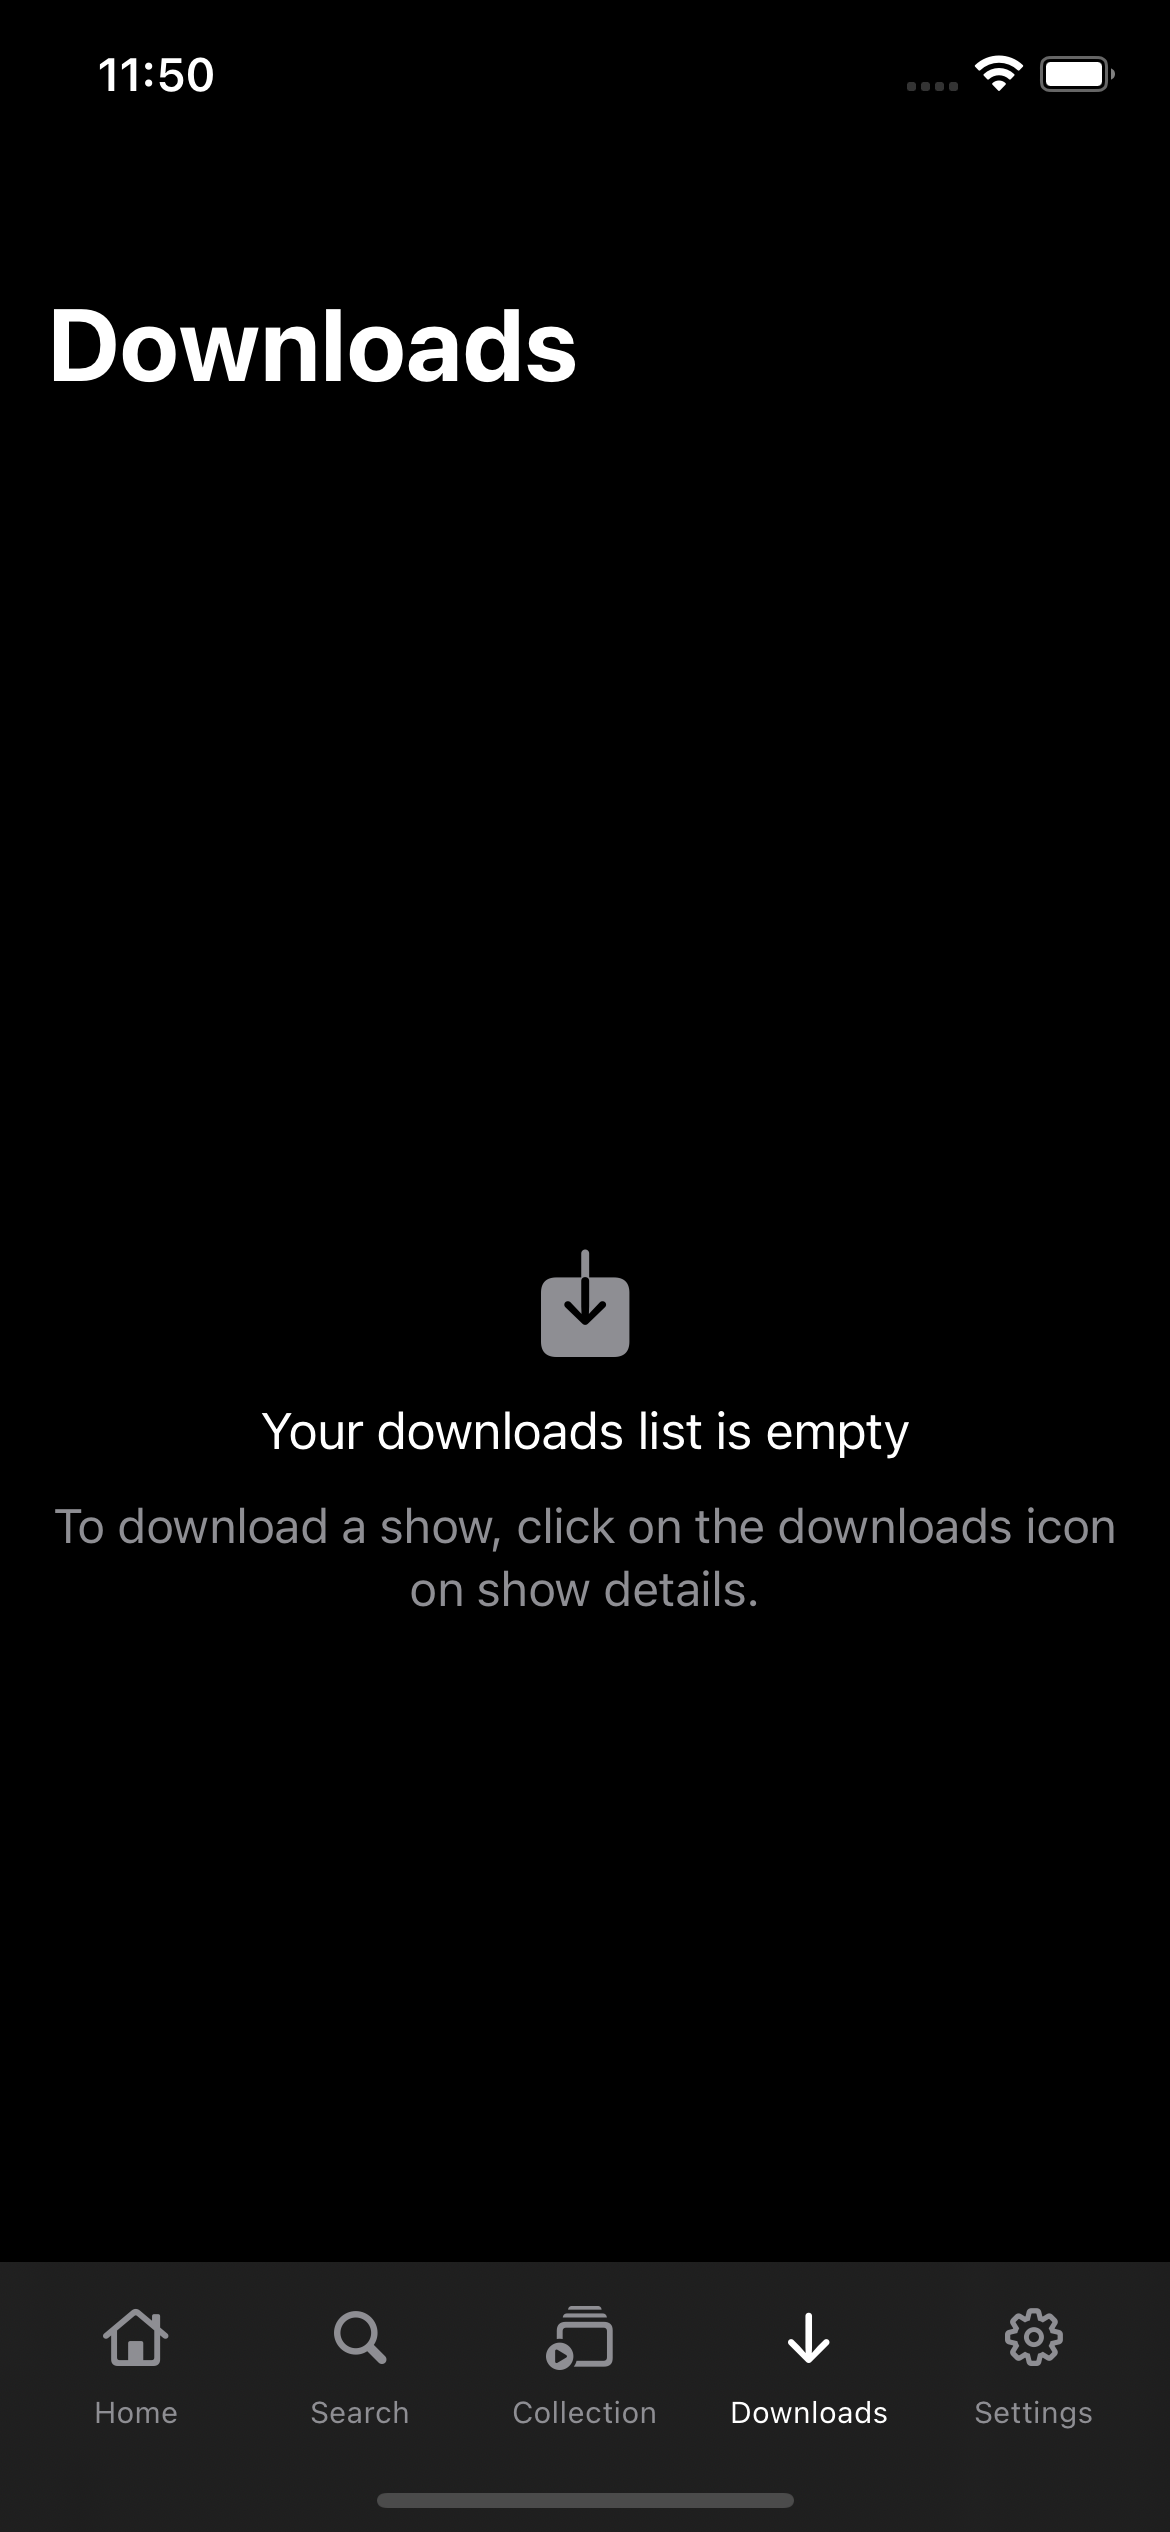 11:50
Downloads
Your downloads list is empty
To download a show, click on the downloads icon
on show details.
Home
Search
Collection
Downloads
Settings